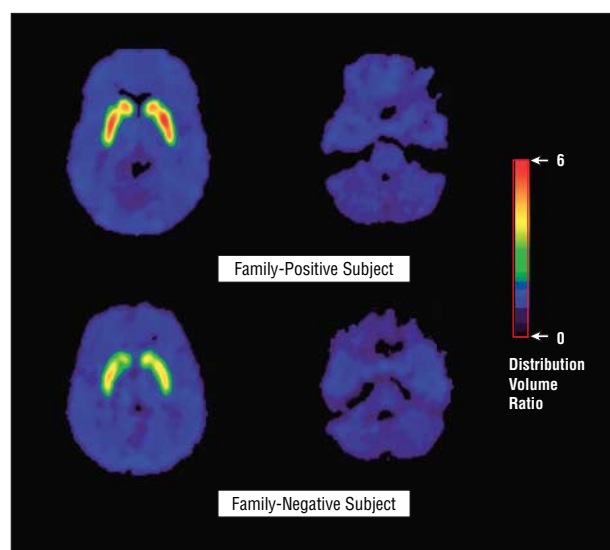 Family-Positive Subject
6
0
Distribution
Volume
Ratio
Family-Negative Subject